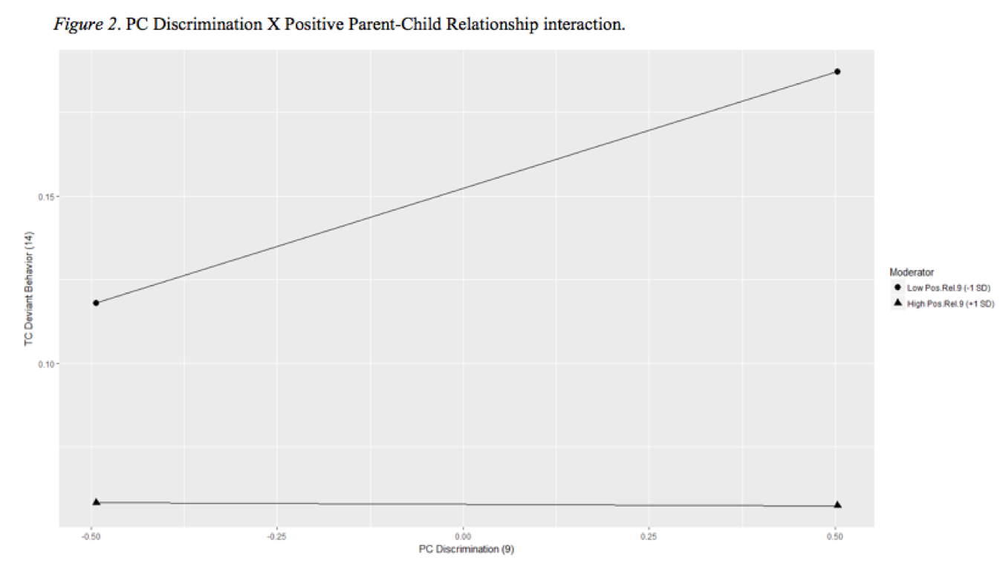 Figure 2. PC Discrimination X Positive Parent-Child Relationship interaction.
0.15
0.10
TC Deviant Behavior (14)
-0.50
-0.25
0.00
0.25
0.50
PC Discrimination (9)
Moderator
Low Pos.Rel.9 (-1 SD)
High Pos.Rel.9 (+1 SD)